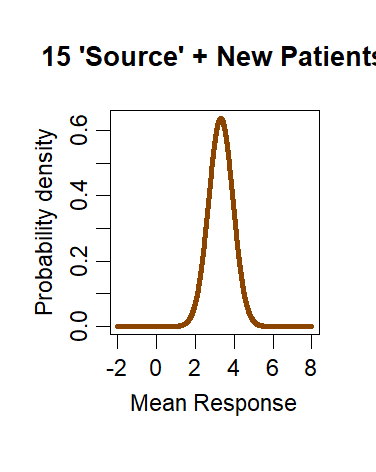 15 'Source' + New Patients
Probability density
0.6
0.4
0.2
0.0
-2 0 2 4 6 8
Mean Response